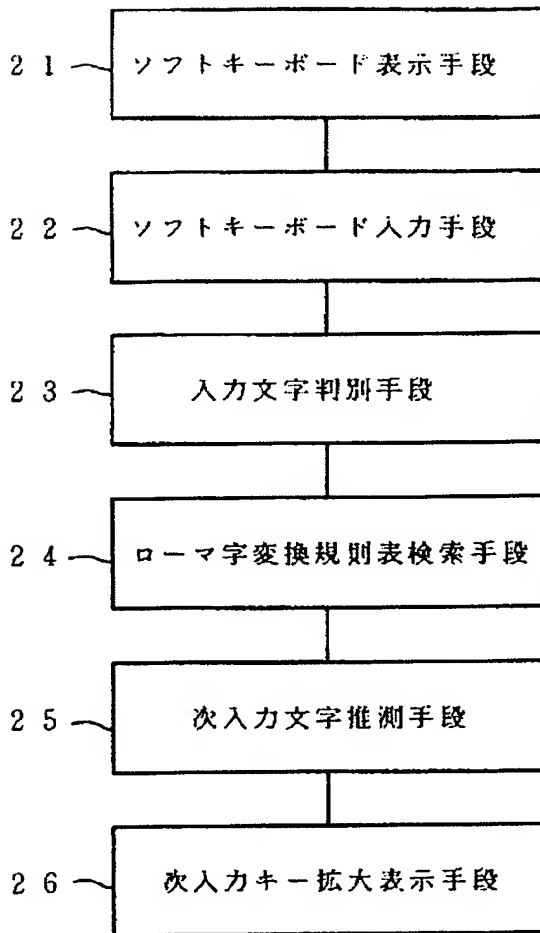 21 ソフトキーボード表示手段
22 ソフトキーボード入力手段
23 入力文字判別手段
24 ローマ字変換規則表検索手段
25 次入力文字推測手段
26 次入力キー拡大表示手段